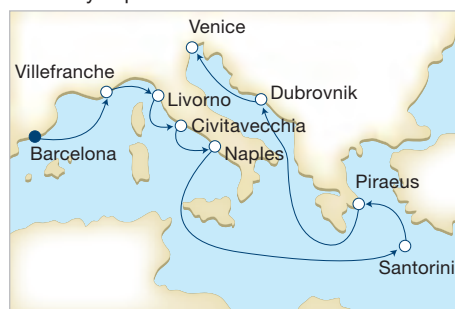 Venice
Villefranche
Livorno
Dubrovnik
Civitavecchia
Barcelona
Naples
Piraeus
Santorini